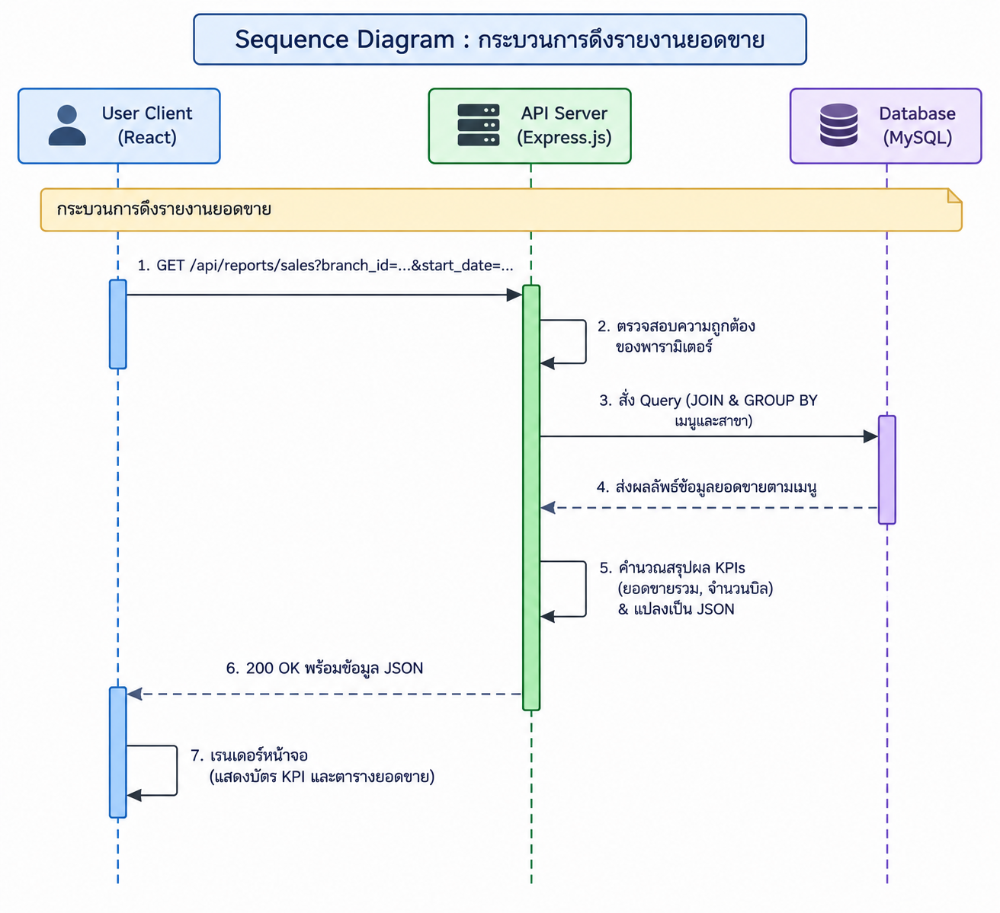 Sequence Diagram : กระบวนการดึงรายงานยอดขาย
User Client
(React)
API Server
(Express.js)
Database
(MySQL)
กระบวนการดึงรายงานยอดขาย
1. GET /api/reports/sales?branch_id=...&start_date=...
2. ตรวจสอบความถูกต้อง
ของพารามิเตอร์
3. สั่ง Query (JOIN & GROUP BY
เมนูและสาขา)
4. ส่งผลลัพธ์ข้อมูลยอดขายตามเมนู
5. คำนวณสรุปผล KPIs
(ยอดขายรวม, จำนวนบิล)
& แปลงเป็น JSON
6. 200 OK พร้อมข้อมูล JSON
7. เรนเดอร์หน้าจอ
(แสดงบัตร KPI และตารางยอดขาย)